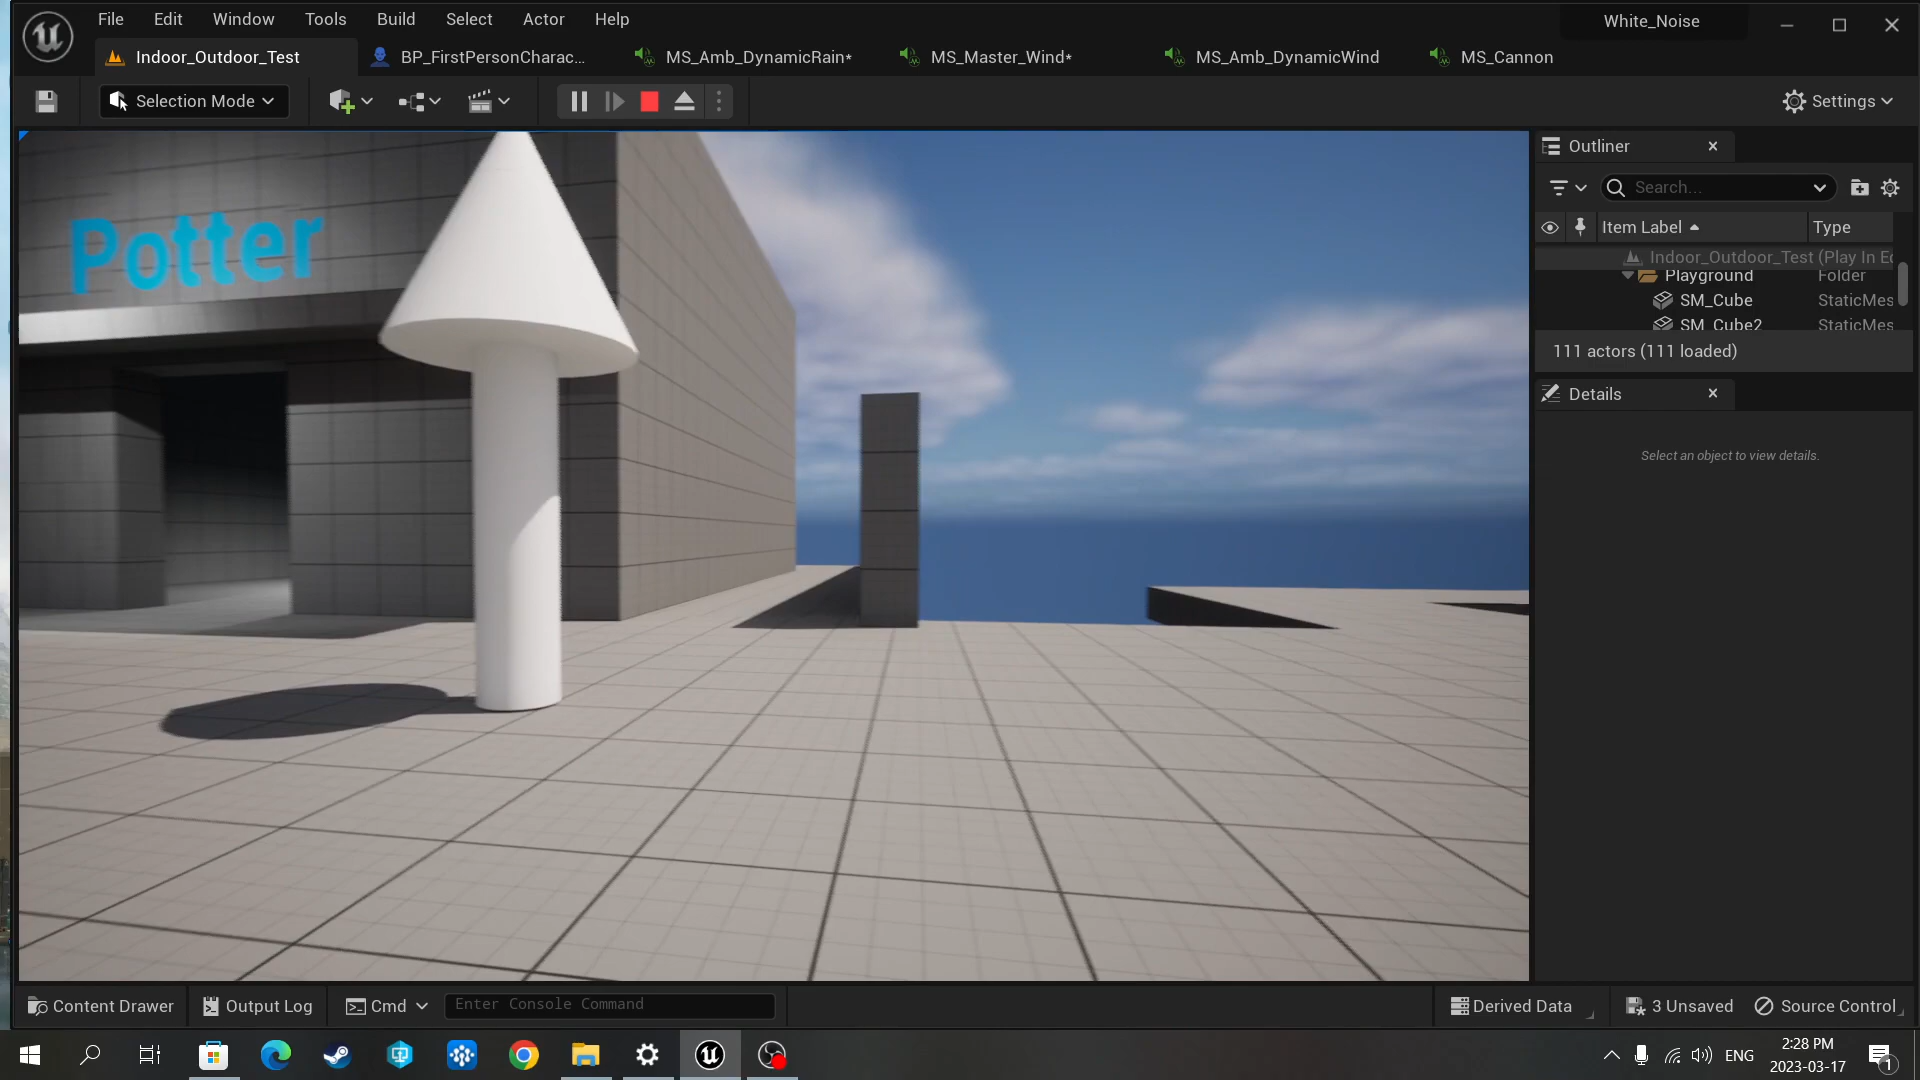 File Edit Window Tools Build Select Actor Help
White_Noise
Indoor_Outdoor_Test
BP_FirstPersonCharac...
MS_Amb_DynamicRain*
MS_Master_Wind*
MS_Amb_DynamicWind
MS_Cannon
Selection Mode
Settings
Potter
Outliner
Search...
Item Label
Type
Indoor_Outdoor_Test (Play In Ec
Playground Folder
SM_Cube StaticMes
SM_Cube2 StaticMes
111 actors (111 loaded)
Details
Select an object to view details.
Content Drawer
Output Log
Cmd
Enter Console Command
Derived Data
3 Unsaved
Source Control
ENG
2:28 PM
2023-03-17
1